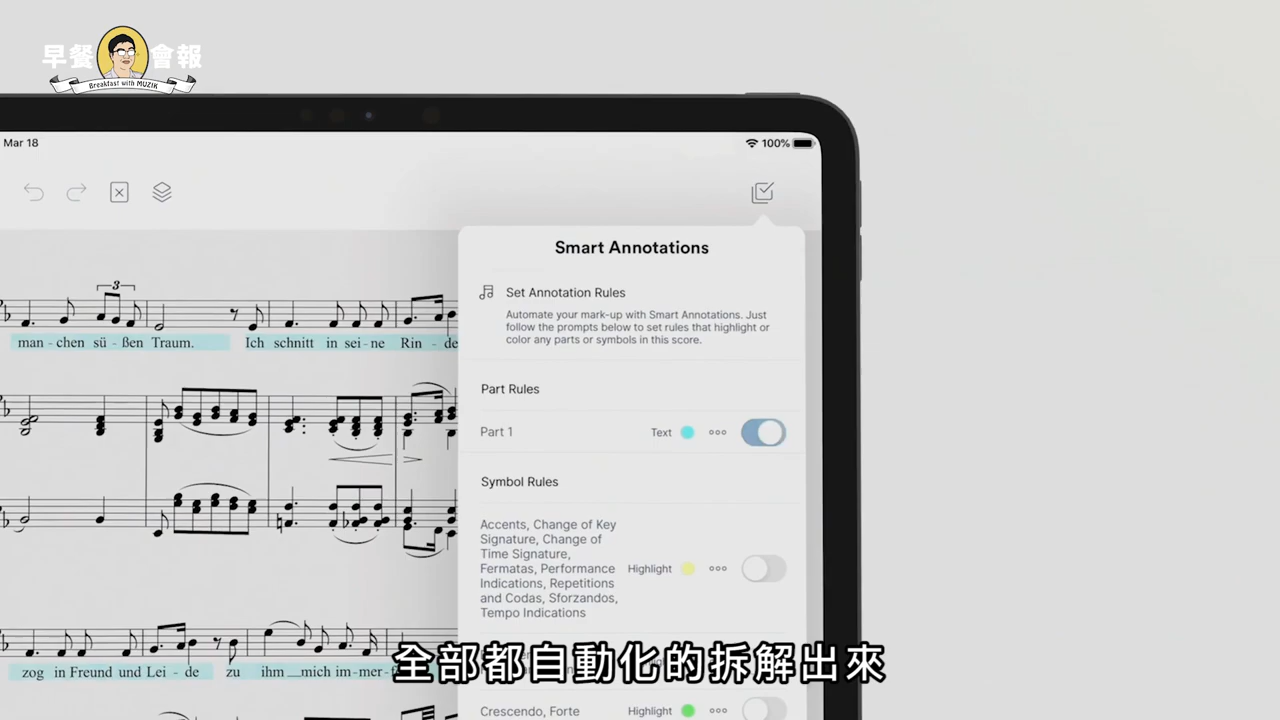 早餐會報
Breakfast with MUZIK
Mar 18
100%
Smart Annotations
Set Annotation Rules
Automate your mark-up with Smart Annotations. Just
follow the prompts below to set rules that highlight or
color any parts or symbols in this score.
3
man - chen sü - ßen Traum. Ich schnitt in sei - ne Rin - de
Part Rules
Part 1 Text
Symbol Rules
Accents, Change of Key
Signature, Change of
Time Signature,
Fermatas, Performance
Indications, Repetitions
and Codas, Sforzandos,
Tempo Indications
Highlight
zog in Freund und Lei - de zu ihm mich im - mer
全部都自動化的拆解出來
Crescendo, Forte Highlight